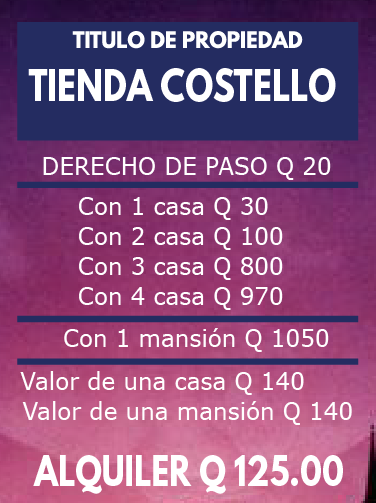 TITULO DE PROPIEDAD
TIENDA COSTELLO
DERECHO DE PASO Q 20
Con 1 casa Q 30
Con 2 casa Q 100
Con 3 casa Q 800
Con 4 casa Q 970
Con 1 mansión Q 1050
Valor de una casa Q 140
Valor de una mansión Q 140
ALQUILER Q 125.00